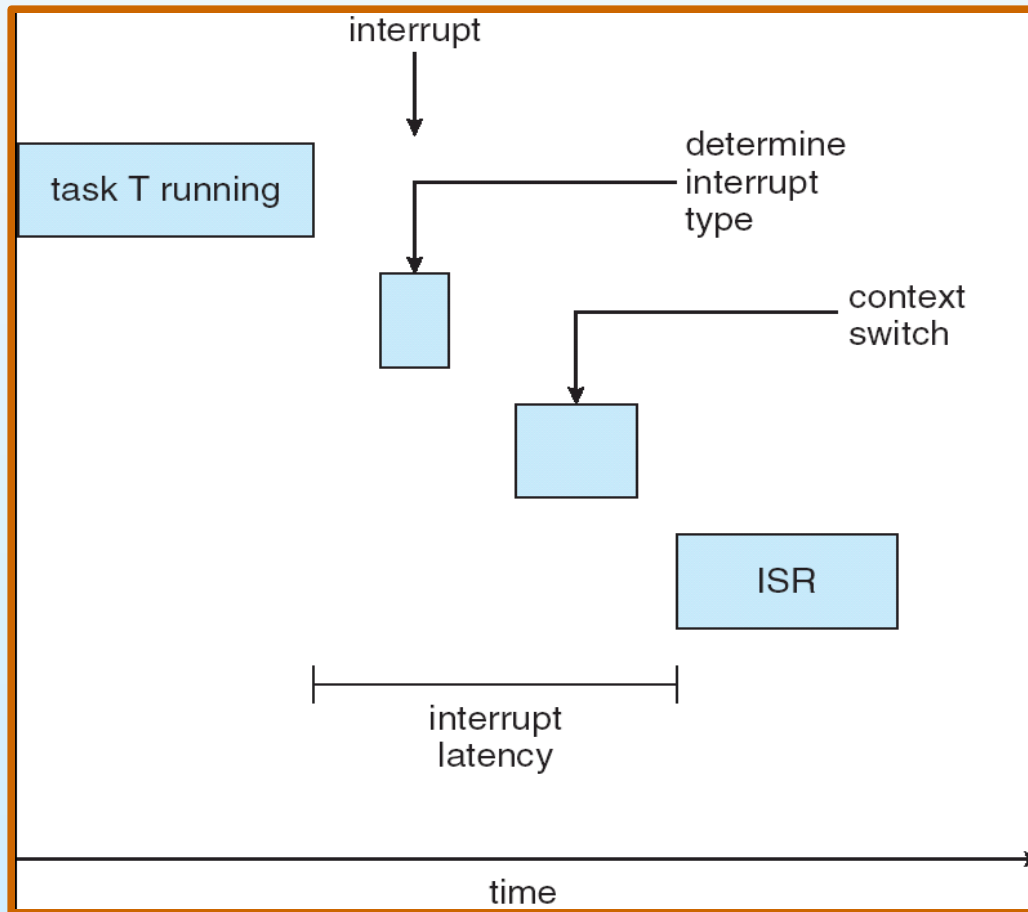 interrupt
task T running
determine
interrupt
type
context
switch
ISR
interrupt
latency
time